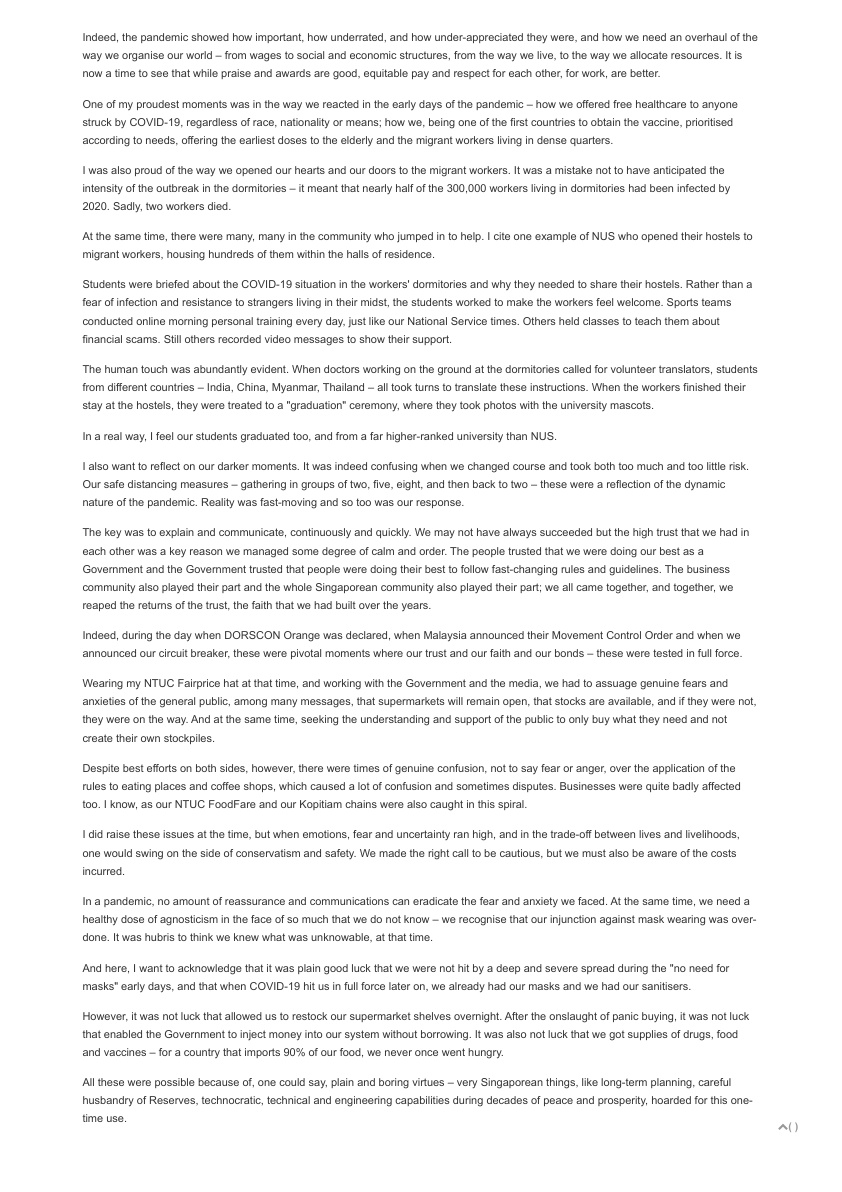 Indeed, the pandemic showed how important, how underrated, and how under-appreciated they were, and how we need an overhaul of the
way we organise our world – from wages to social and economic structures, from the way we live, to the way we allocate resources. It is
now a time to see that while praise and awards are good, equitable pay and respect for each other, for work, are better.
One of my proudest moments was in the way we reacted in the early days of the pandemic – how we offered free healthcare to anyone
struck by COVID-19, regardless of race, nationality or means; how we, being one of the first countries to obtain the vaccine, prioritised
according to needs, offering the earliest doses to the elderly and the migrant workers living in dense quarters.
I was also proud of the way we opened our hearts and our doors to the migrant workers. It was a mistake not to have anticipated the
intensity of the outbreak in the dormitories – it meant that nearly half of the 300,000 workers living in dormitories had been infected by
2020. Sadly, two workers died.
At the same time, there were many, many in the community who jumped in to help. I cite one example of NUS who opened their hostels to
migrant workers, housing hundreds of them within the halls of residence.
Students were briefed about the COVID-19 situation in the workers' dormitories and why they needed to share their hostels. Rather than a
fear of infection and resistance to strangers living in their midst, the students worked to make the workers feel welcome. Sports teams
conducted online morning personal training every day, just like our National Service times. Others held classes to teach them about
financial scams. Still others recorded video messages to show their support.
The human touch was abundantly evident. When doctors working on the ground at the dormitories called for volunteer translators, students
from different countries – India, China, Myanmar, Thailand – all took turns to translate these instructions. When the workers finished their
stay at the hostels, they were treated to a "graduation" ceremony, where they took photos with the university mascots.
In a real way, I feel our students graduated too, and from a far higher-ranked university than NUS.
I also want to reflect on our darker moments. It was indeed confusing when we changed course and took both too much and too little risk.
Our safe distancing measures – gathering in groups of two, five, eight, and then back to two – these were a reflection of the dynamic
nature of the pandemic. Reality was fast-moving and so too was our response.
The key was to explain and communicate, continuously and quickly. We may not have always succeeded but the high trust that we had in
each other was a key reason we managed some degree of calm and order. The people trusted that we were doing our best as a
Government and the Government trusted that people were doing their best to follow fast-changing rules and guidelines. The business
community also played their part and the whole Singaporean community also played their part; we all came together, and together, we
reaped the returns of the trust, the faith that we had built over the years.
Indeed, during the day when DORSCON Orange was declared, when Malaysia announced their Movement Control Order and when we
announced our circuit breaker, these were pivotal moments where our trust and our faith and our bonds – these were tested in full force.
Wearing my NTUC Fairprice hat at that time, and working with the Government and the media, we had to assuage genuine fears and
anxieties of the general public, among many messages, that supermarkets will remain open, that stocks are available, and if they were not,
they were on the way. And at the same time, seeking the understanding and support of the public to only buy what they need and not
create their own stockpiles.
Despite best efforts on both sides, however, there were times of genuine confusion, not to say fear or anger, over the application of the
rules to eating places and coffee shops, which caused a lot of confusion and sometimes disputes. Businesses were quite badly affected
too. I know, as our NTUC FoodFare and our Kopitiam chains were also caught in this spiral.
I did raise these issues at the time, but when emotions, fear and uncertainty ran high, and in the trade-off between lives and livelihoods,
one would swing on the side of conservatism and safety. We made the right call to be cautious, but we must also be aware of the costs
incurred.
In a pandemic, no amount of reassurance and communications can eradicate the fear and anxiety we faced. At the same time, we need a
healthy dose of agnosticism in the face of so much that we do not know – we recognise that our injunction against mask wearing was over-
done. It was hubris to think we knew what was unknowable, at that time.
And here, I want to acknowledge that it was plain good luck that we were not hit by a deep and severe spread during the "no need for
masks" early days, and that when COVID-19 hit us in full force later on, we already had our masks and we had our sanitisers.
However, it was not luck that allowed us to restock our supermarket shelves overnight. After the onslaught of panic buying, it was not luck
that enabled the Government to inject money into our system without borrowing. It was also not luck that we got supplies of drugs, food
and vaccines – for a country that imports 90% of our food, we never once went hungry.
All these were possible because of, one could say, plain and boring virtues – very Singaporean things, like long-term planning, careful
husbandry of Reserves, technocratic, technical and engineering capabilities during decades of peace and prosperity, hoarded for this one-
time use.
( )